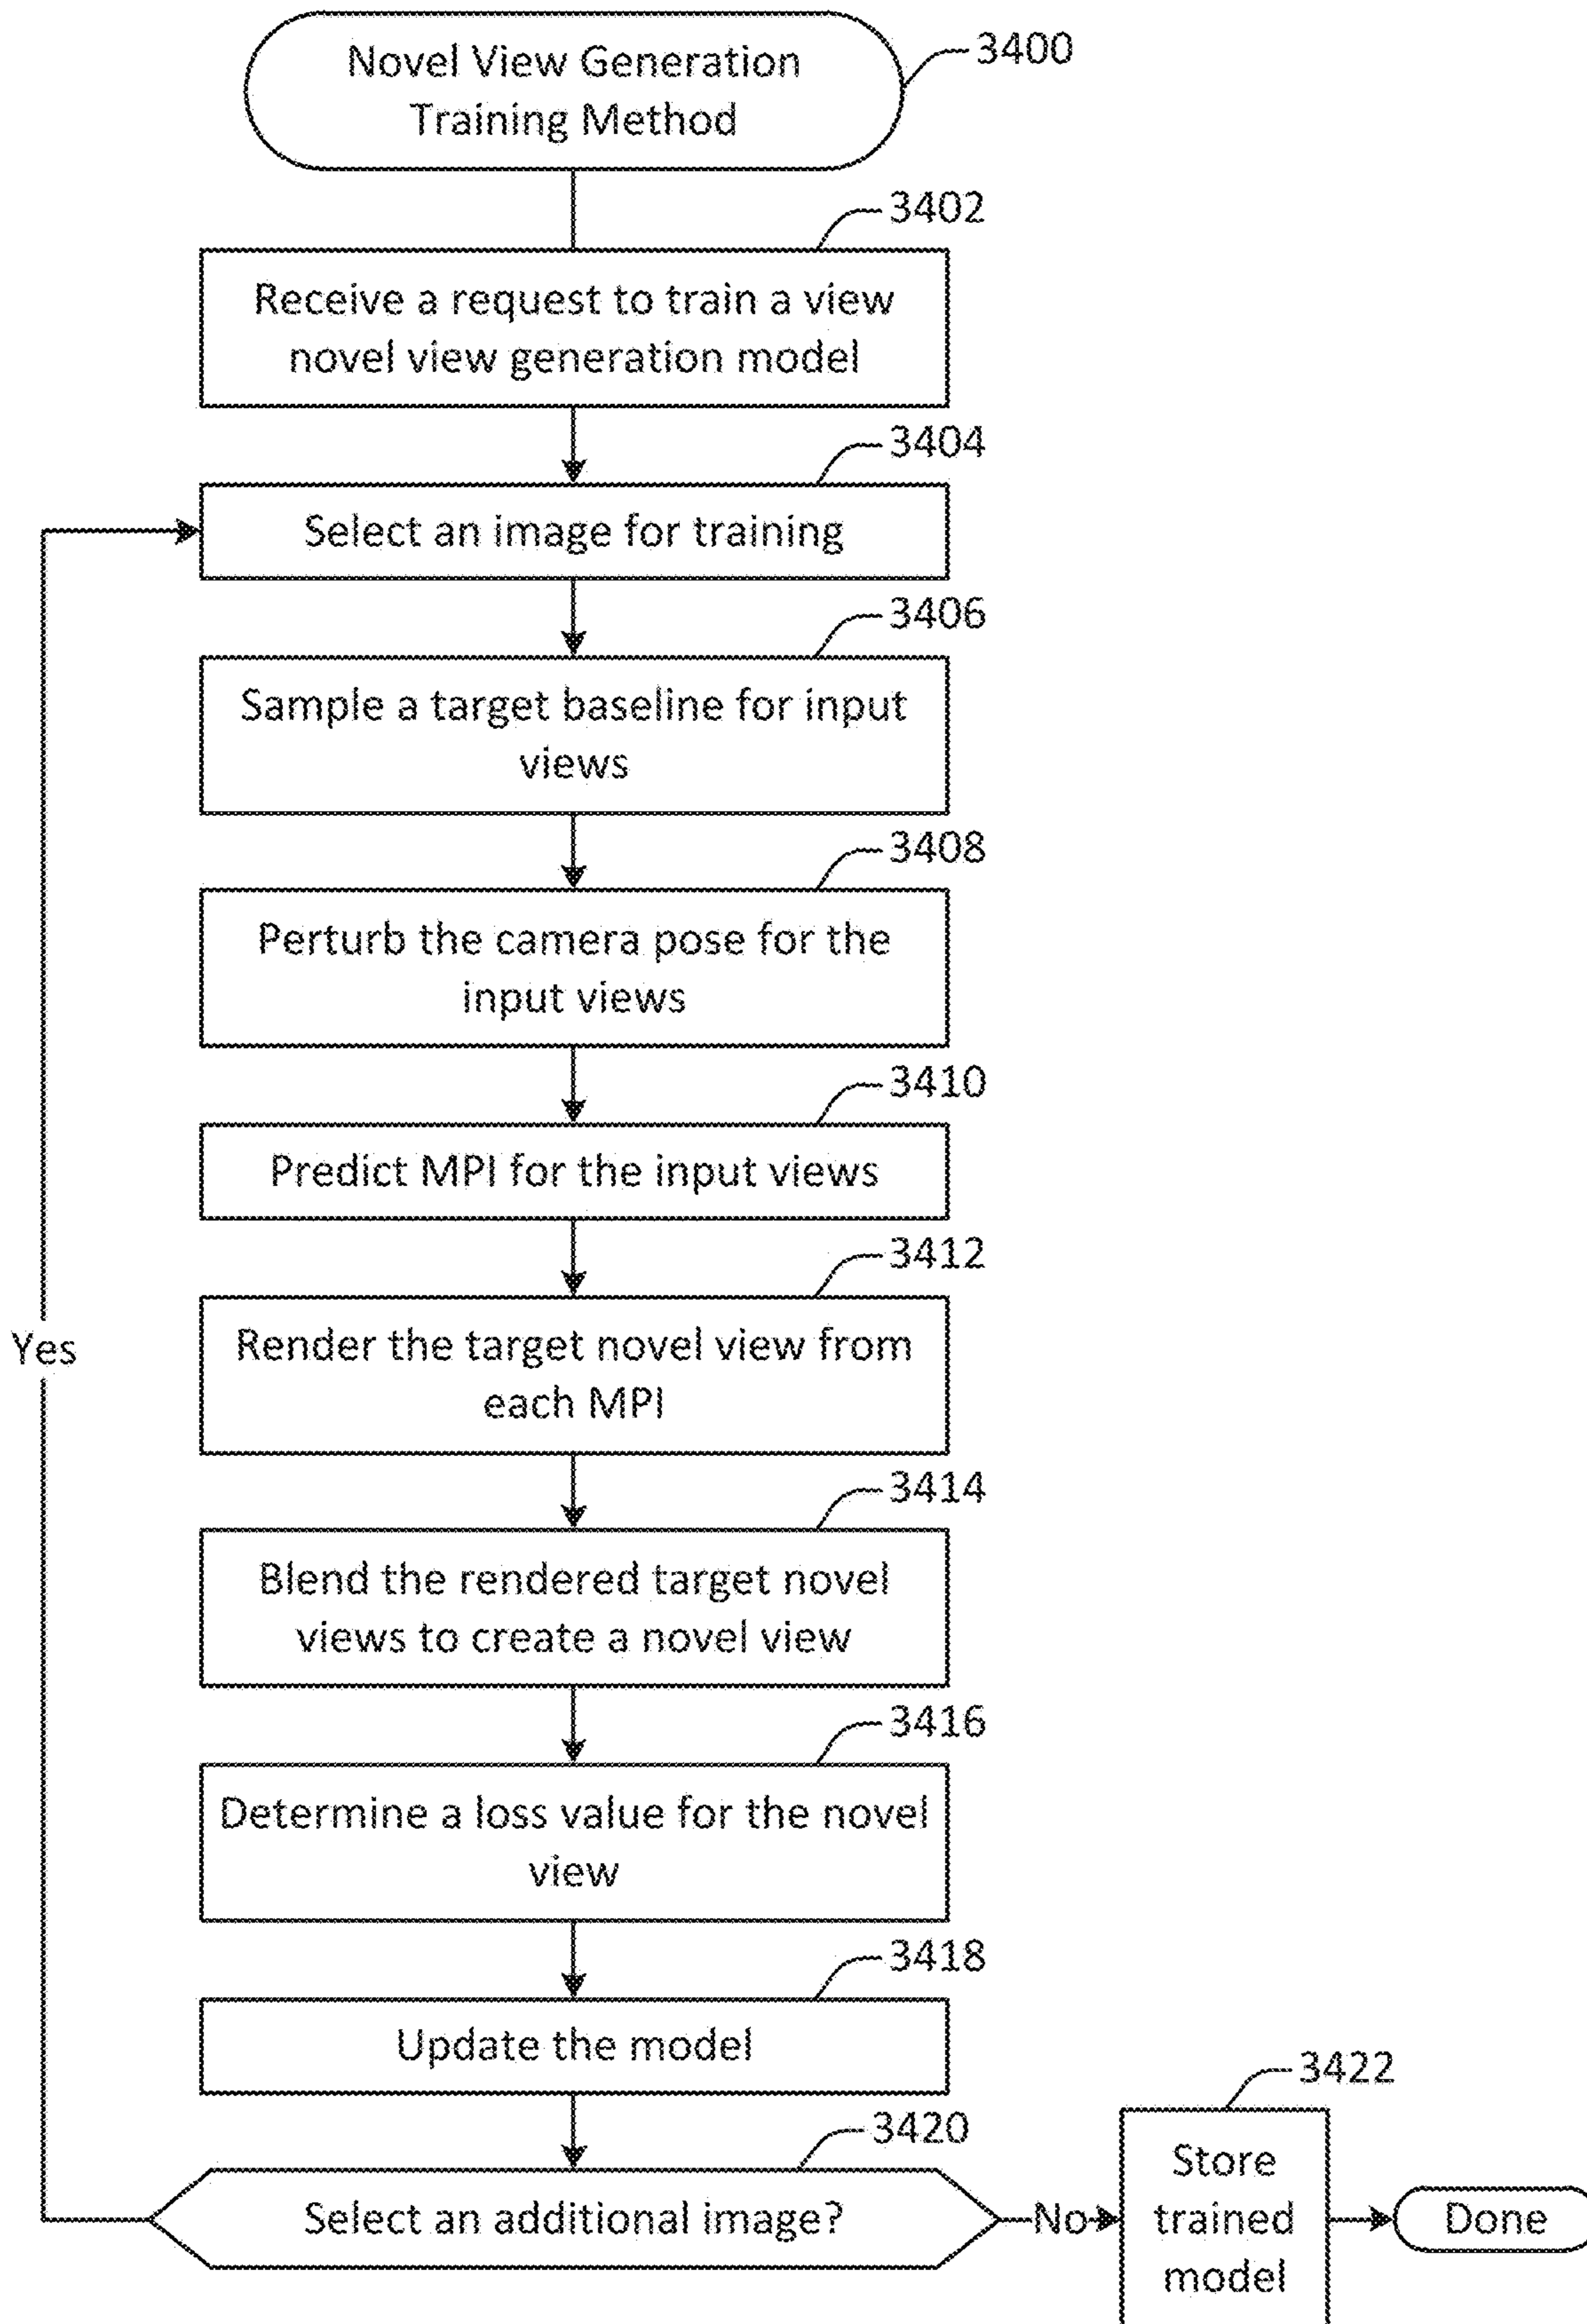 Novel View Generation
Training Method
3400
3402
Receive a request to train a view
novel view generation model
3404
Select an image for training
3406
Sample a target baseline for input
views
3408
Perturb the camera pose for the
input views
3410
Predict MPI for the input views
3412
Render the target novel view from
each MPI
Yes
3414
Blend the rendered target novel
views to create a novel view
3416
Determine a loss value for the novel
view
3418
Update the model
3420
Select an additional image?
No
3422
Store
trained
model
Done